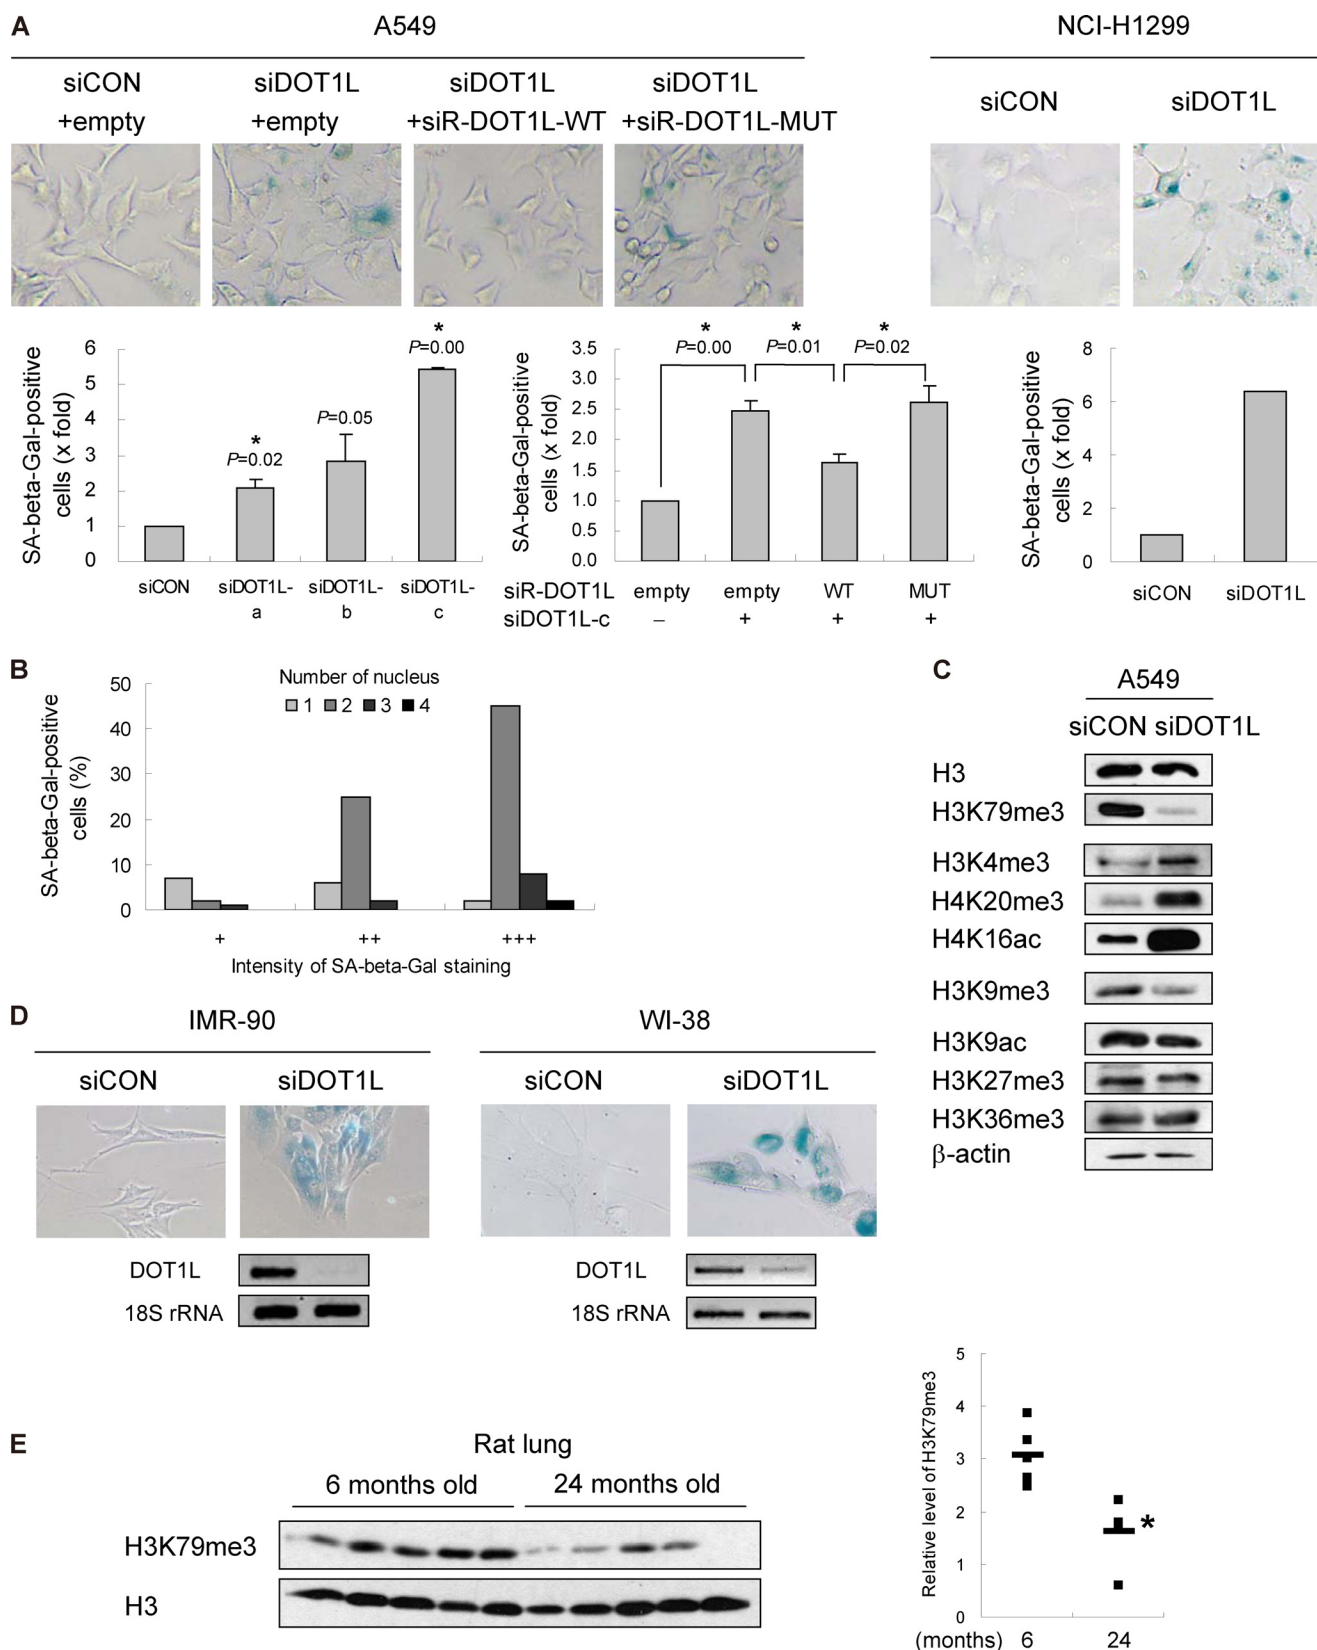 A
A549
NCI-H1299
siCON
+empty
siDOT1L
+empty
siDOT1L
+siR-DOT1L-WT
siDOT1L
+siR-DOT1L-MUT
siCON
siDOT1L
SA-beta-Gal-positive
cells (x fold)
6
5
4
3
2
1
0
*
P=0.02
P=0.05
*
P=0.00
siCON
siDOT1L-
a
siDOT1L-
b
siDOT1L-
c
SA-beta-Gal-positive
cells (x fold)
3.5
3.0
2.5
2.0
1.5
1.0
0.5
0.0
*
P=0.00
*
P=0.01
*
P=0.02
siR-DOT1L empty empty WT MUT
siDOT1L-c – + + +
SA-beta-Gal-positive
cells (x fold)
8
6
4
2
0
siCON siDOT1L
B
SA-beta-Gal-positive
cells (%)
50
40
30
20
10
0
Number of nucleus
1 2 3 4
+ ++ +++
Intensity of SA-beta-Gal staining
C
A549
siCON siDOT1L
H3
H3K79me3
H3K4me3
H4K20me3
H4K16ac
H3K9me3
H3K9ac
H3K27me3
H3K36me3
β-actin
D
IMR-90
siCON siDOT1L
DOT1L
18S rRNA
WI-38
siCON siDOT1L
DOT1L
18S rRNA
E
Rat lung
6 months old 24 months old
H3K79me3
H3
Relative level of H3K79me3
5
4
3
2
1
0
*
(months) 6 24